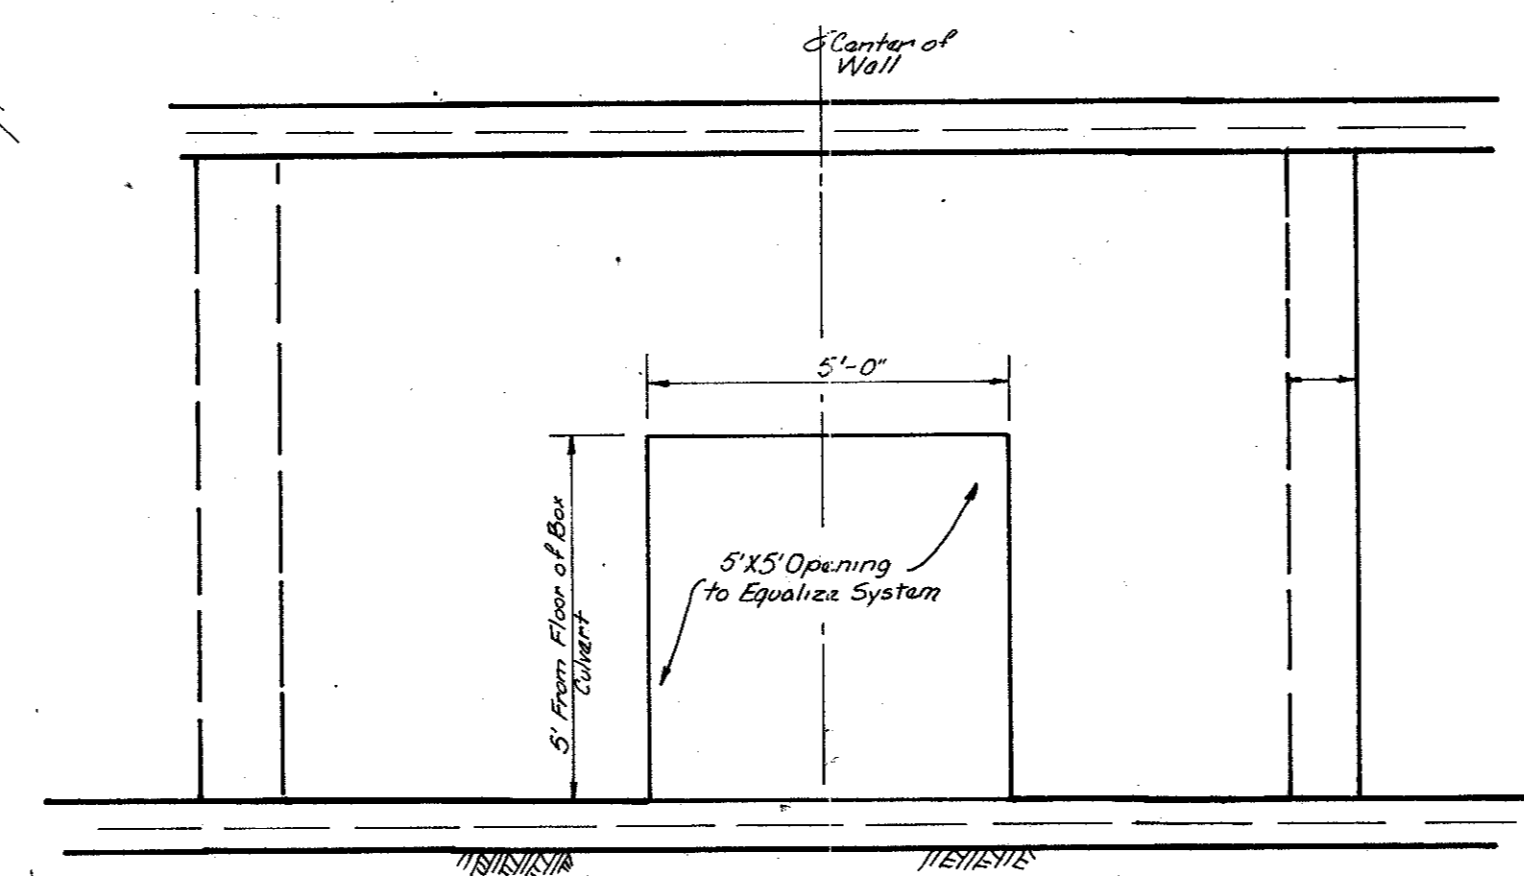 Center of
Wall
5'-0"
5' From Floor of Box
Culvert
5'X5' Opening
to Equalize System